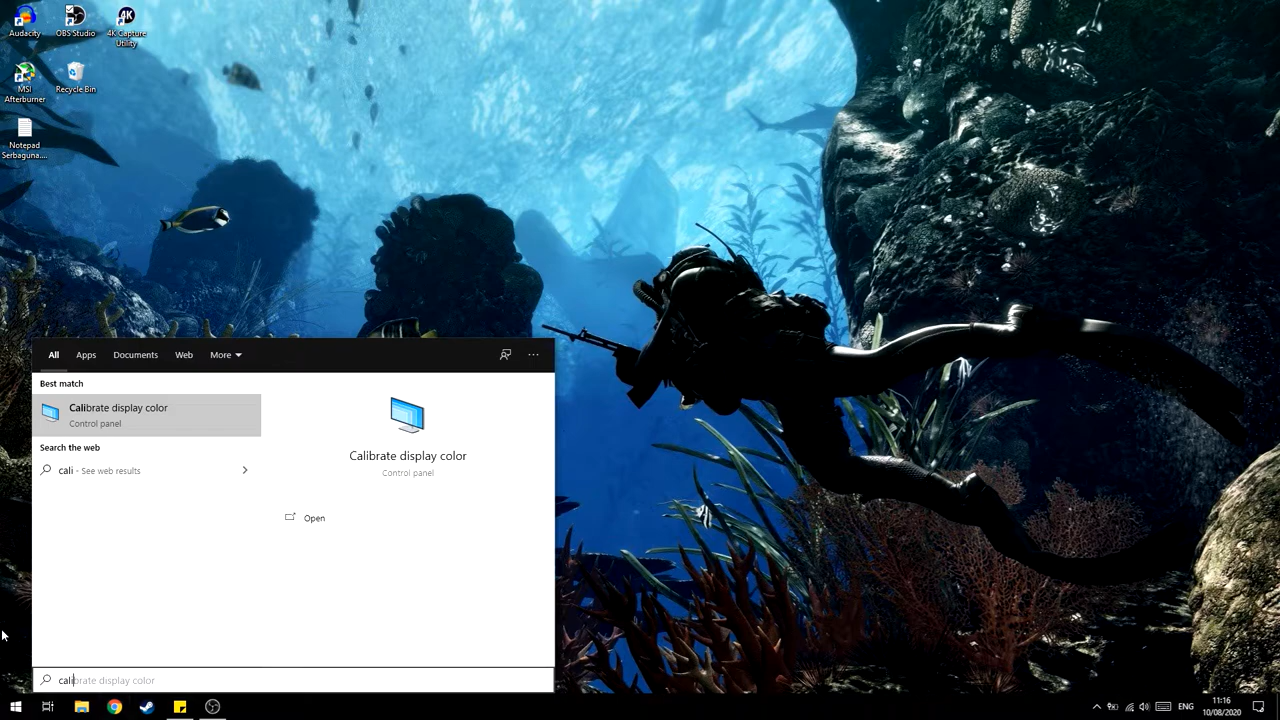 Audacity
OBS Studio
4K Capture
Utility
MSI
Afterburner
Recycle Bin
Notepad
Serbaguna....
All
Apps
Documents
Web
More
Best match
Calibrate display color
Control panel
Search the web
cali - See web results
Calibrate display color
Control panel
Open
calibrate display color
ENG
11:16
10/08/2020